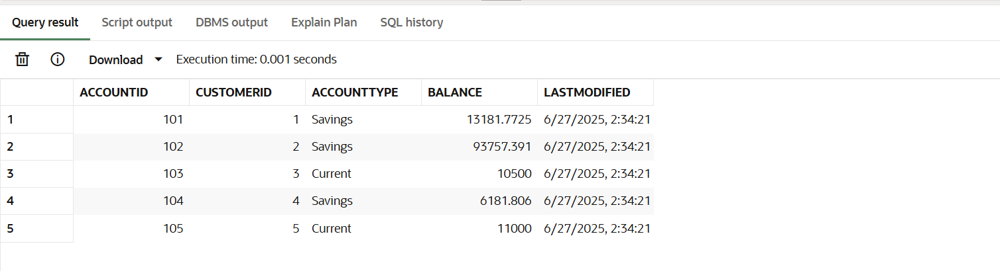 Query result Script output DBMS output Explain Plan SQL history
Download Execution time: 0.001 seconds
ACCOUNTID CUSTOMERID ACCOUNTTYPE BALANCE LASTMODIFIED
1 101 1 Savings 13181.7725 6/27/2025, 2:34:21
2 102 2 Savings 93757.391 6/27/2025, 2:34:21
3 103 3 Current 10500 6/27/2025, 2:34:21
4 104 4 Savings 6181.806 6/27/2025, 2:34:21
5 105 5 Current 11000 6/27/2025, 2:34:21